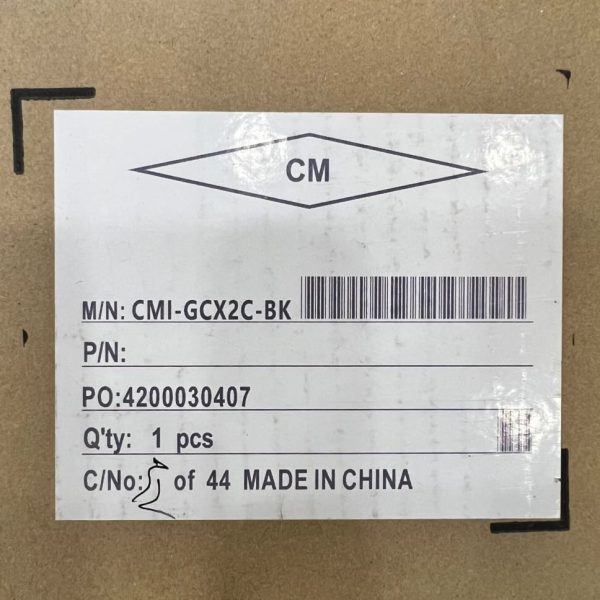 CM
M/N: CMI-GCX2C-BK
P/N:
PO:4200030407
Q'ty: 1 pcs
C/No: of 44 MADE IN CHINA